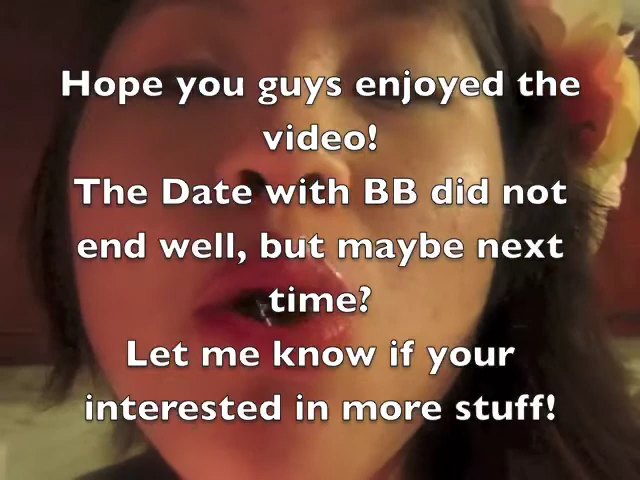 Hope you guys enjoyed the
video!
The Date with BB did not
end well, but maybe next
time?
Let me know if your
interested in more stuff!